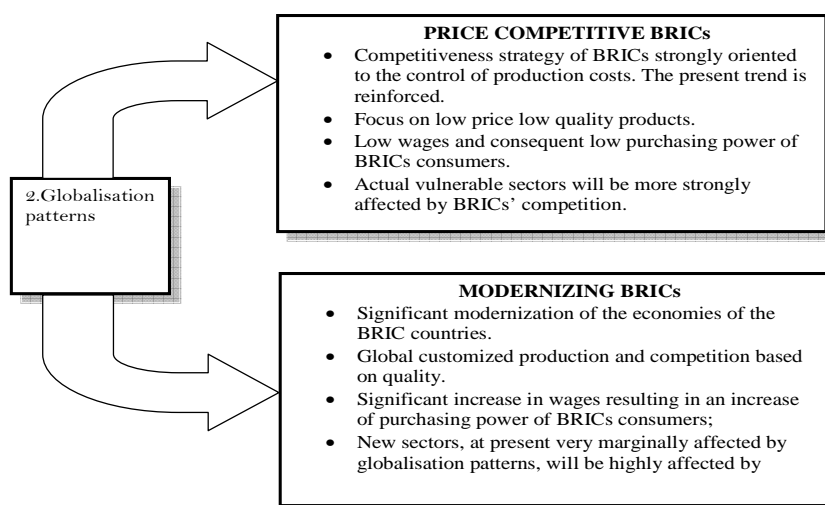 PRICE COMPETITIVE BRICs
• Competitiveness strategy of BRICs strongly oriented
to the control of production costs. The present trend is
reinforced.
• Focus on low price low quality products.
• Low wages and consequent low purchasing power of
BRICs consumers.
• Actual vulnerable sectors will be more strongly
affected by BRICs’ competition.
2.Globalisation
patterns
MODERNIZING BRICs
• Significant modernization of the economies of the
BRIC countries.
• Global customized production and competition based
on quality.
• Significant increase in wages resulting in an increase
of purchasing power of BRICs consumers;
• New sectors, at present very marginally affected by
globalisation patterns, will be highly affected by